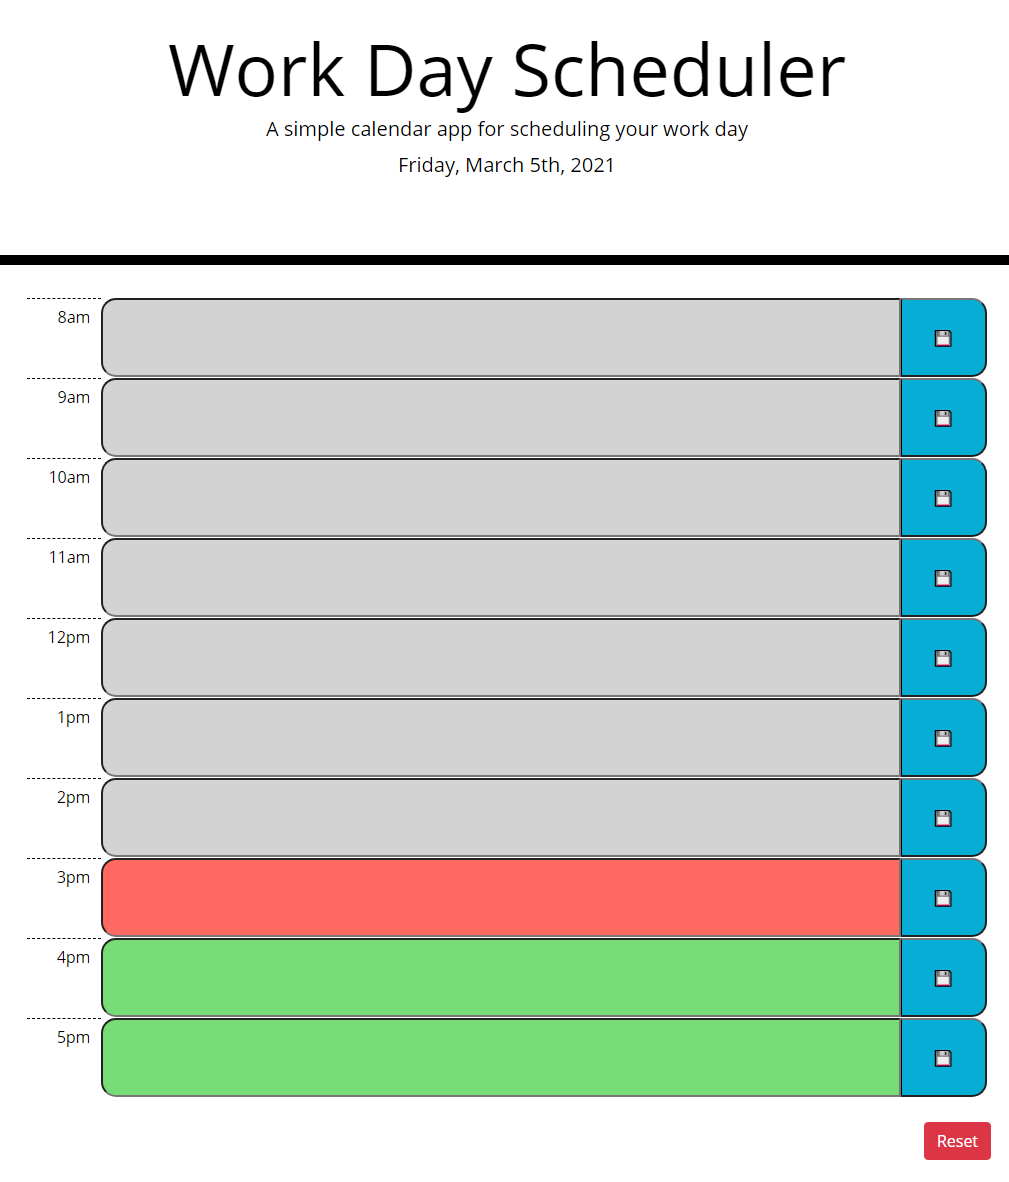 Work Day Scheduler
A simple calendar app for scheduling your work day
Friday, March 5th, 2021
8am
9am
10am
11am
12pm
1pm
2pm
3pm
4pm
5pm
Reset